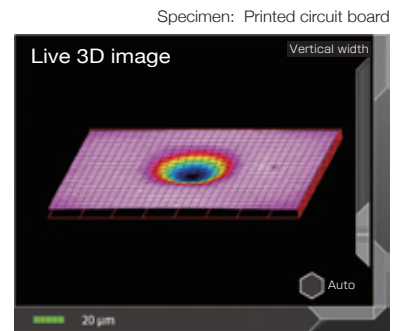 Specimen: Printed circuit board
Live 3D image
Vertical width
Auto
20 µm